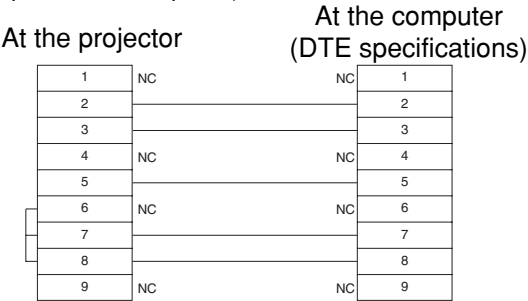 At the computer
At the projector
(DTE specifications)
1 NC NC 1
2 2
3 3
4 NC NC 4
5 5
6 NC NC 6
7 7
8 8
9 NC NC 9